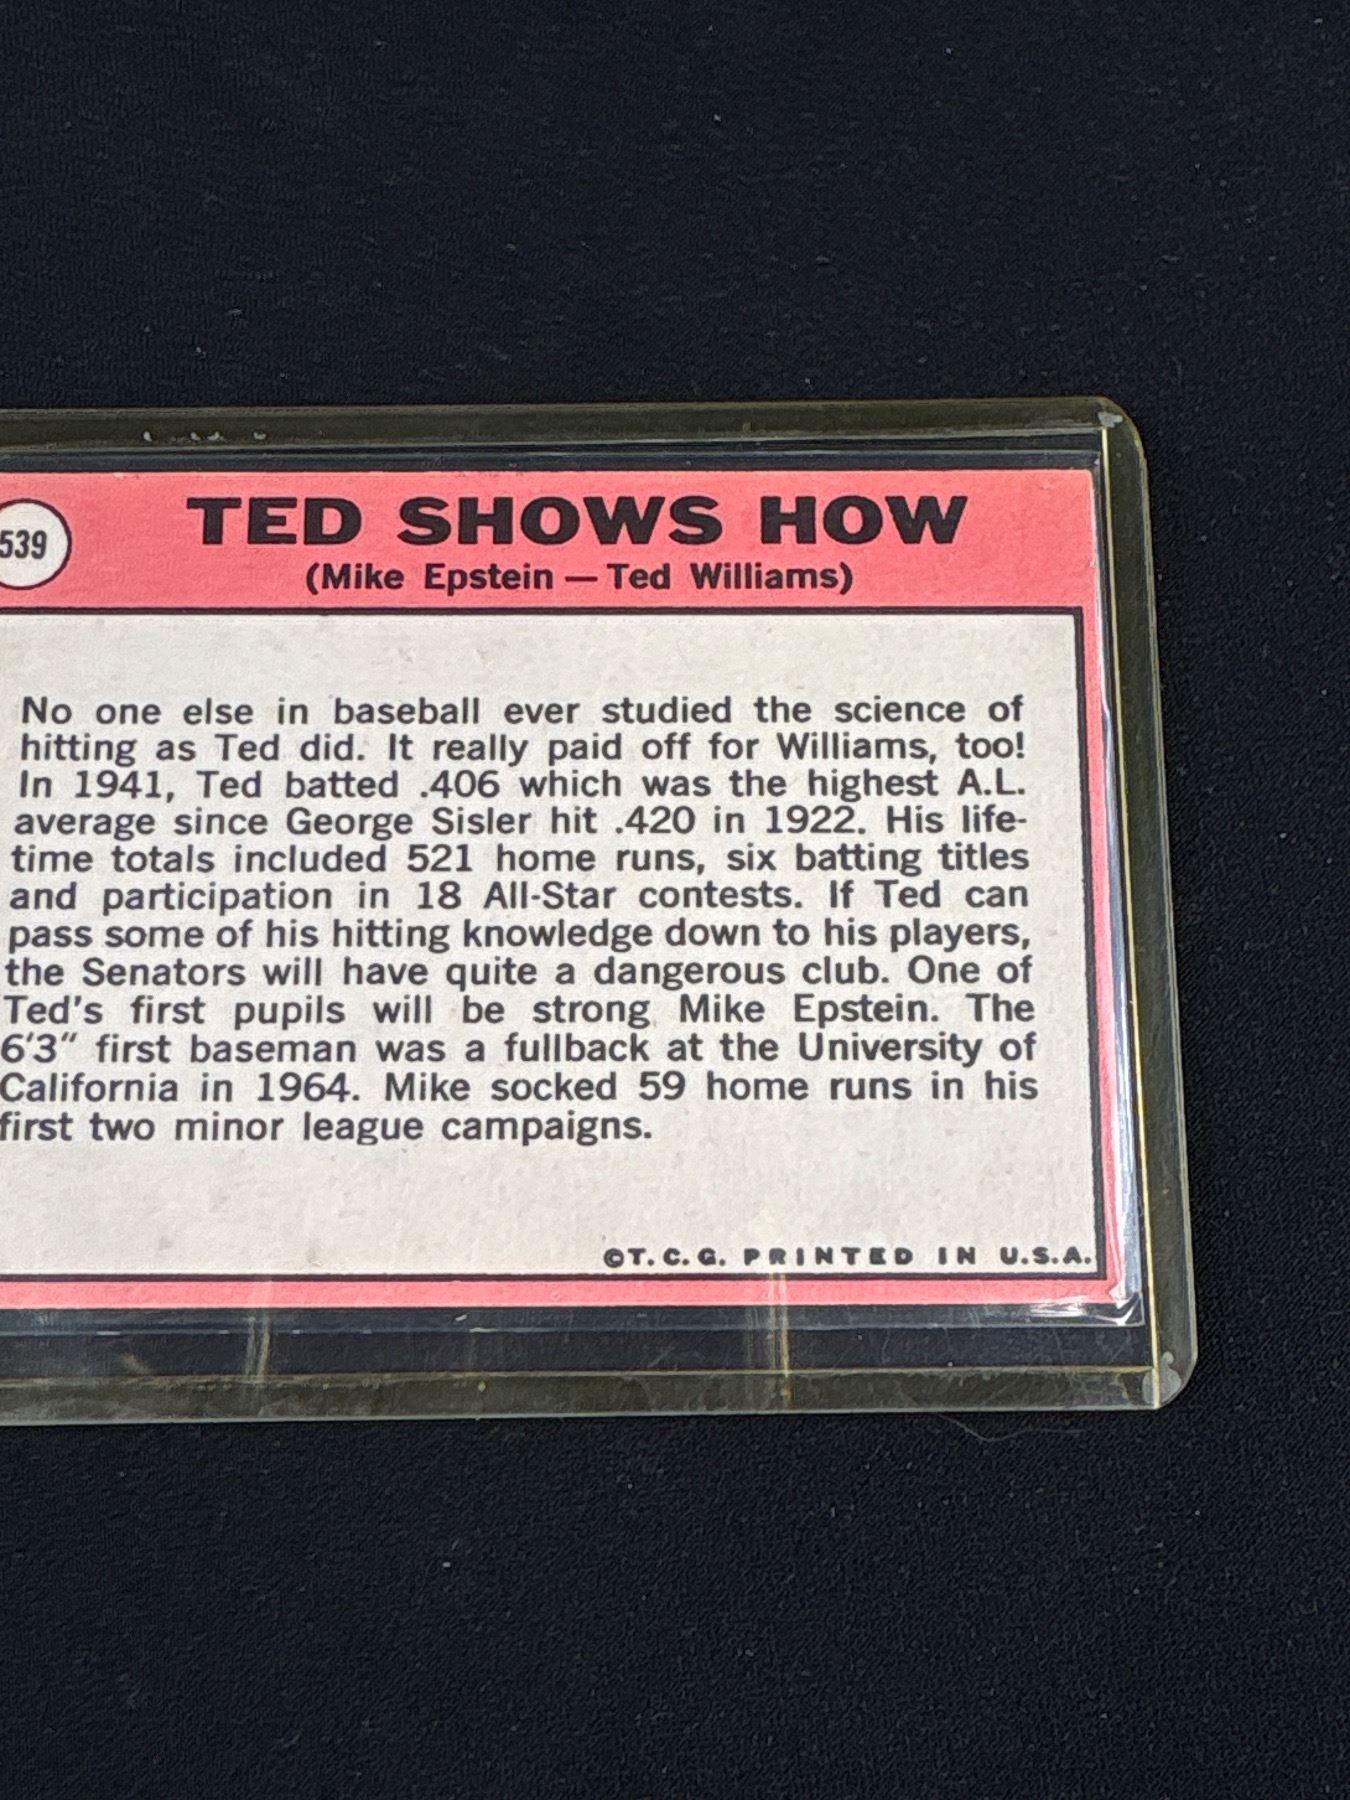 539
TED SHOWS HOW
(Mike Epstein — Ted Williams)
No one else in baseball ever studied the science of
hitting as Ted did. It really paid off for Williams, too!
In 1941, Ted batted .406 which was the highest A.L.
average since George Sisler hit .420 in 1922. His life-
time totals included 521 home runs, six batting titles
and participation in 18 All-Star contests. If Ted can
pass some of his hitting knowledge down to his players,
the Senators will have quite a dangerous club. One of
Ted's first pupils will be strong Mike Epstein. The
6'3" first baseman was a fullback at the University of
California in 1964. Mike socked 59 home runs in his
first two minor league campaigns.
©T.C.G. PRINTED IN U.S.A.